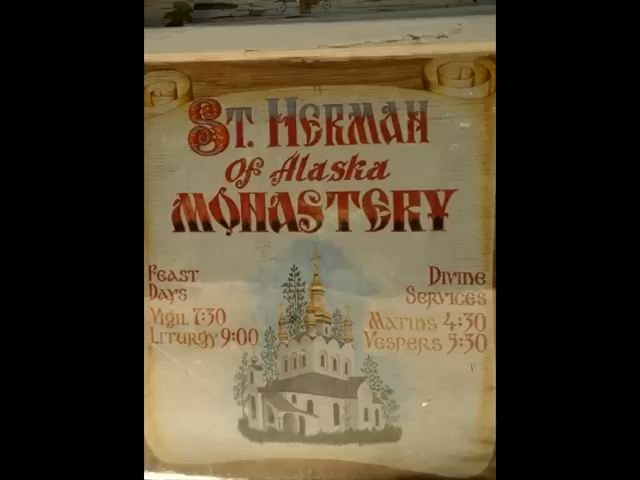 St. Herman
Of Alaska
Monastery
Feast
Days
Vigil 7:30
Liturgy 9:00
Divine
Services
Matins 4:30
Vespers 5:30